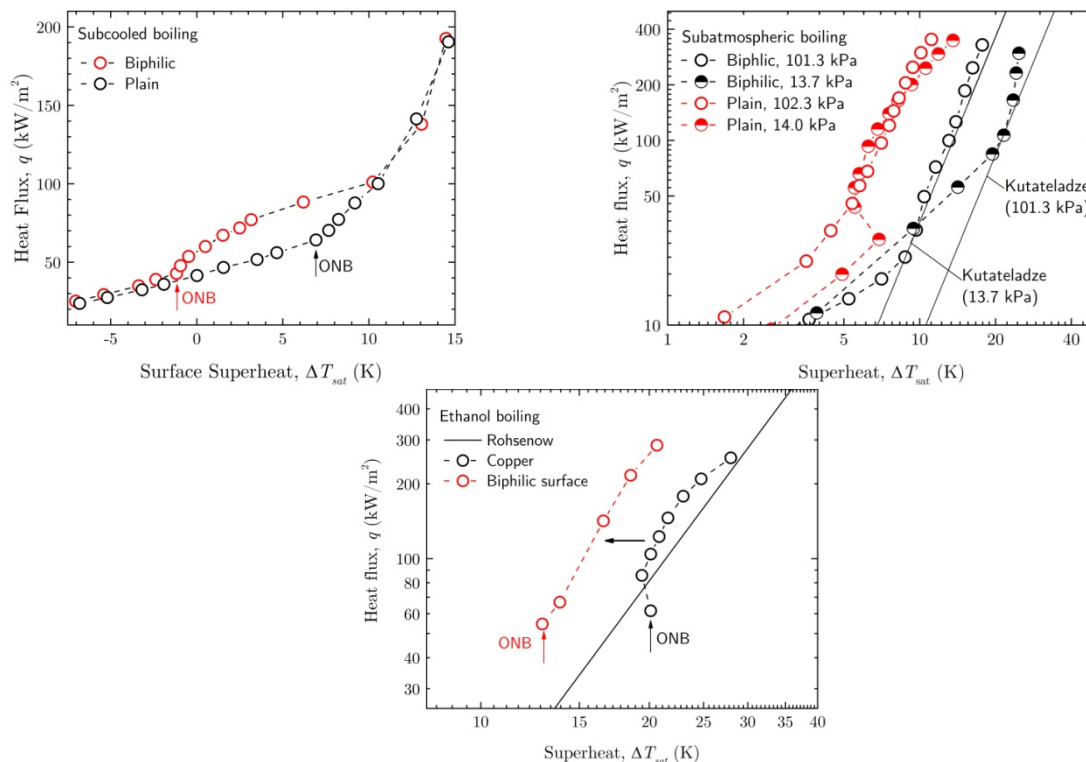 200
150
100
50
-5
0
5
10
15
Heat Flux, q (kW/m²)
Surface Superheat, ΔT_sat (K)
Subcooled boiling
Biphilic
Plain
ONB
ONB
400
200
100
50
10
1
2
4
10
20
40
Heat flux, q (kW/m²)
Superheat, ΔT_sat (K)
Subatmospheric boiling
Biphlic, 101.3 kPa
Biphilic, 13.7 kPa
Plain, 102.3 kPa
Plain, 14.0 kPa
Kutateladze
(101.3 kPa)
Kutateladze
(13.7 kPa)
400
300
200
100
80
60
40
30
10
15
20
25
30
35
40
Heat flux, q (kW/m²)
Superheat, ΔT_sat (K)
Ethanol boiling
Rohsenow
Copper
Biphilic surface
ONB
ONB